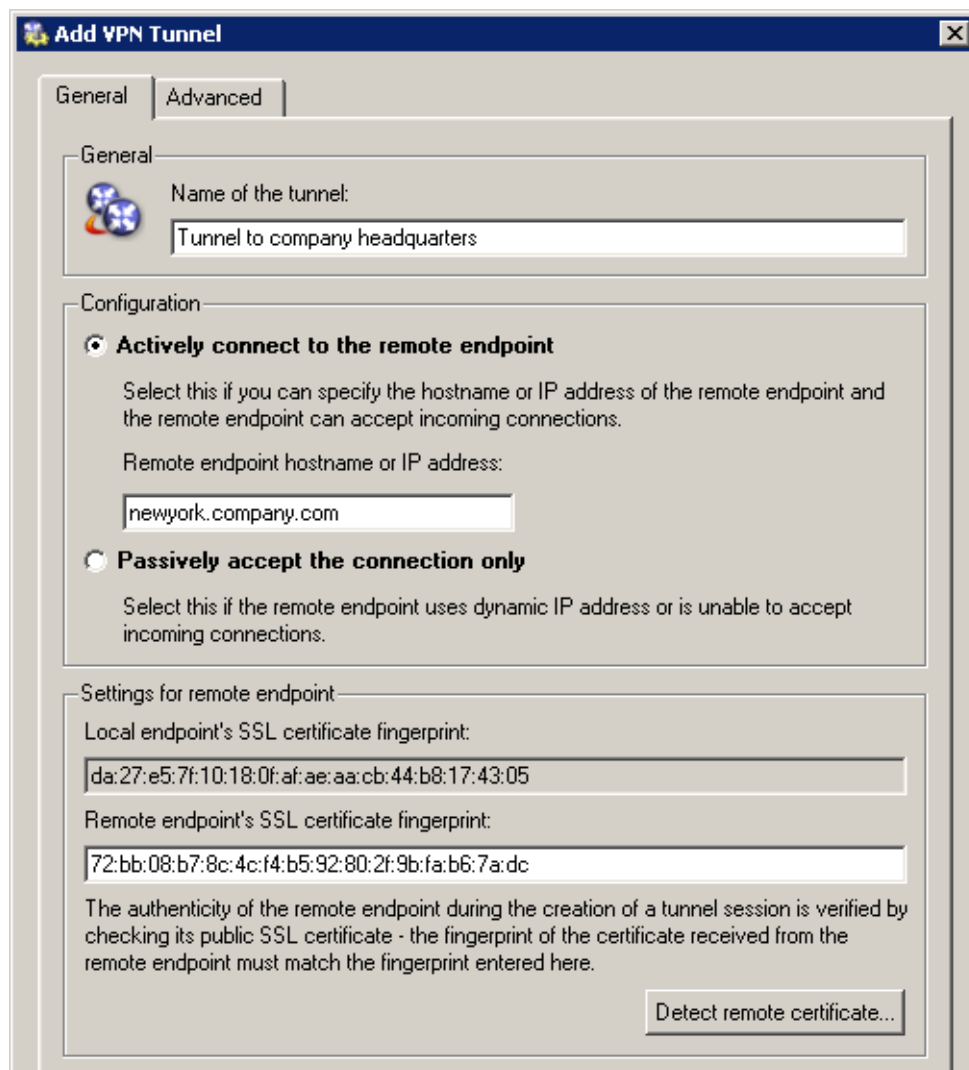 Add VPN Tunnel
General
Advanced
General
Name of the tunnel:
Tunnel to company headquarters
Configuration
Actively connect to the remote endpoint
Select this if you can specify the hostname or IP address of the remote endpoint and
the remote endpoint can accept incoming connections.
Remote endpoint hostname or IP address:
newyork.company.com
Passively accept the connection only
Select this if the remote endpoint uses dynamic IP address or is unable to accept
incoming connections.
Settings for remote endpoint
Local endpoint's SSL certificate fingerprint:
da:27:e5:7f:10:18:0f:af:ae:aa:cb:44:b8:17:43:05
Remote endpoint's SSL certificate fingerprint:
72:bb:08:b7:8c:4c:f4:b5:92:80:2f:9b:fa:b6:7a:dc
The authenticity of the remote endpoint during the creation of a tunnel session is verified by
checking its public SSL certificate - the fingerprint of the certificate received from the
remote endpoint must match the fingerprint entered here.
Detect remote certificate...